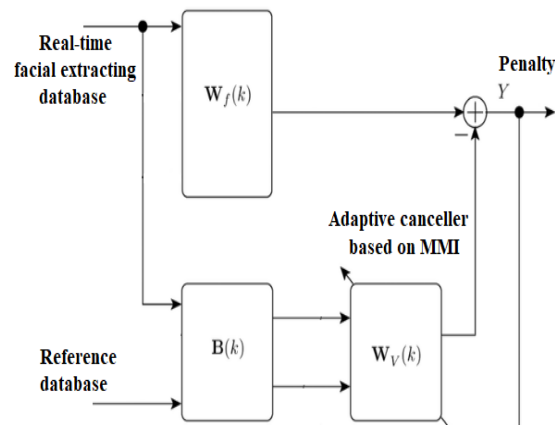 Real-time
facial extracting
database
W_f(k)
Penalty
Y
−
Adaptive canceller
based on MMI
B(k)
W_V(k)
Reference
database